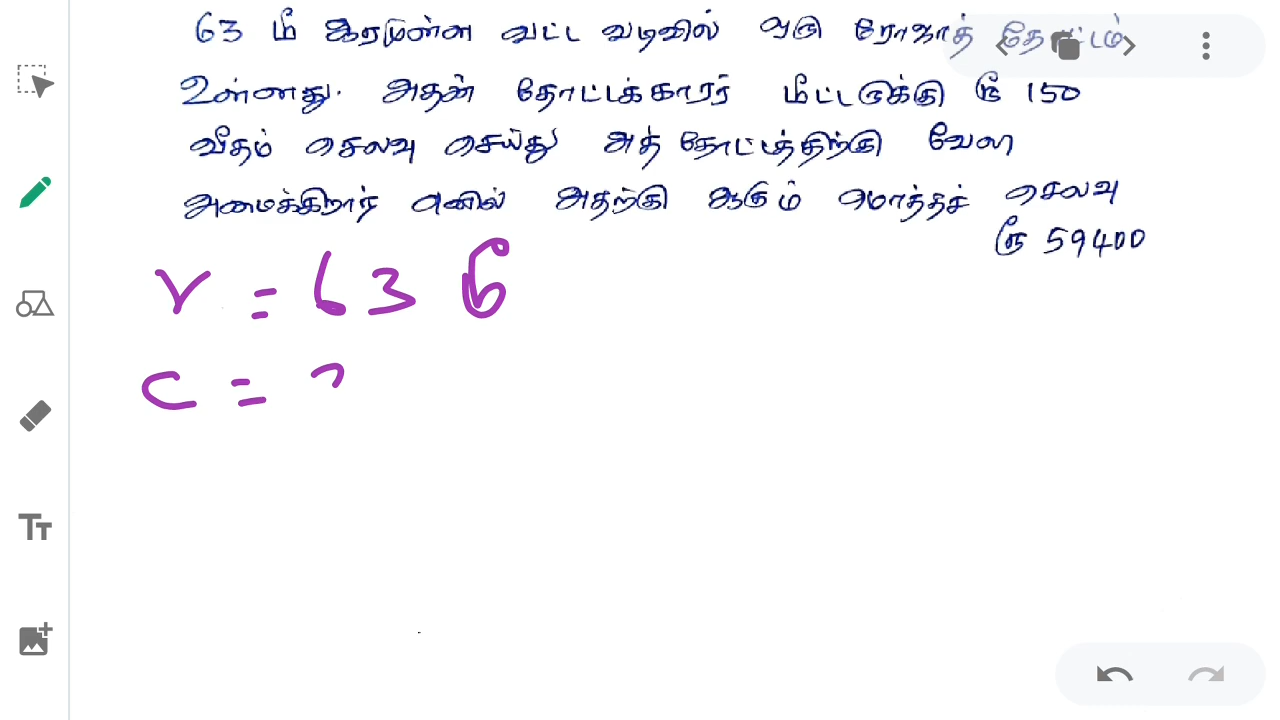 63 மீ ஆரமுள்ள வட்ட வடிவில் ஒரு ரோஜாத் தோட்டம்
உள்ளது. அதன் தோட்டக்காரர் மீட்டருக்கு ரூ 150
வீதம் செலவு செய்து அத் தோட்டத்திற்கு வேலி
அமைக்கிறார் எனில் அதற்கு ஆகும் மொத்தச் செலவு
ரூ 59400
r = 63 மீ
C = 2